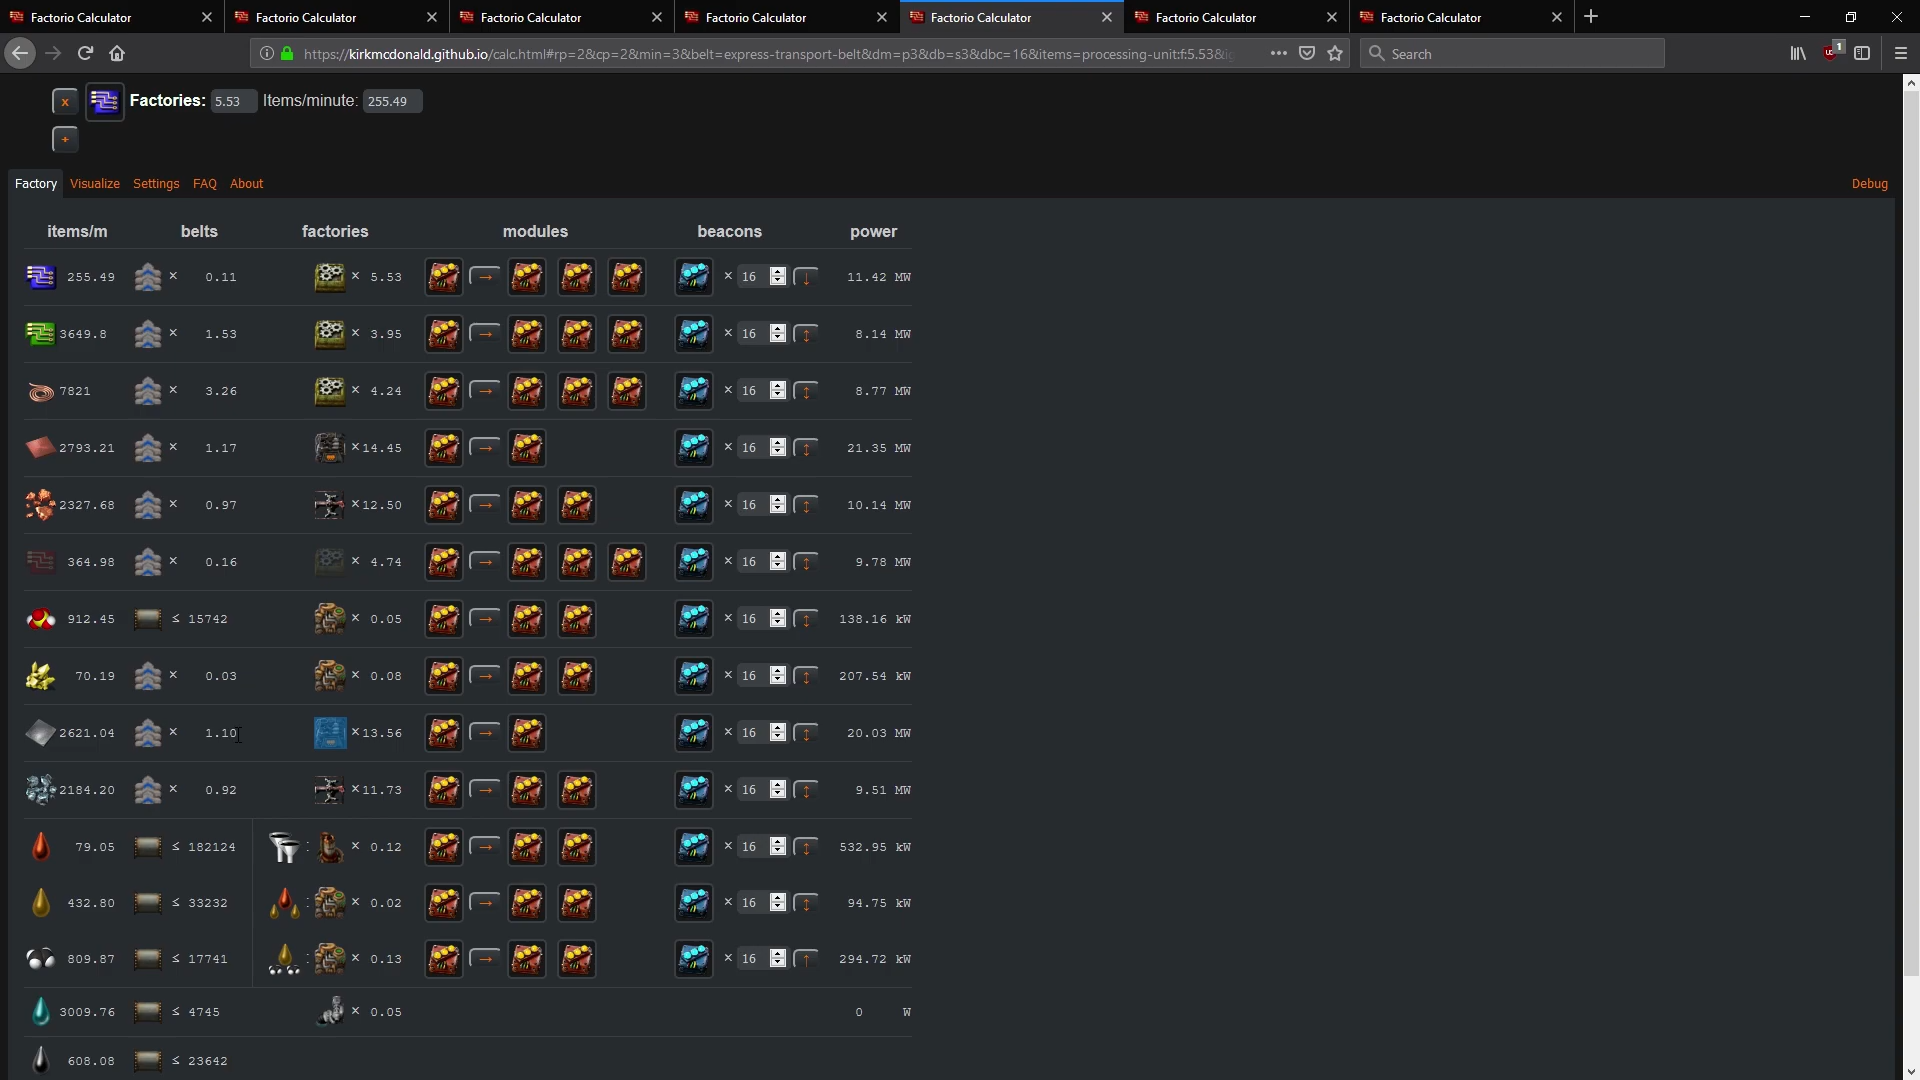 Factorio Calculator Factorio Calculator Factorio Calculator Factorio Calculator Factorio Calculator Factorio Calculator Factorio Calculator
https://kirkmcdonald.github.io/calc.html#rp=2&cp=2&min=3&belt=express-transport-belt&dm=p3&db=s3&dbc=16&items=processing-unit:f:5.53& Search 1
x Factories: 5.53 Items/minute: 255.49
+
Factory Visualize Settings FAQ About Debug
items/m belts factories modules beacons power
255.49 × 0.11 × 5.53 → × 16 ↓ 11.42 MW
3649.8 × 1.53 × 3.95 → × 16 ↕ 8.14 MW
7821 × 3.26 × 4.24 → × 16 ↕ 8.77 MW
2793.21 × 1.17 ×14.45 → × 16 ↕ 21.35 MW
2327.68 × 0.97 ×12.50 → × 16 ↕ 10.14 MW
364.98 × 0.16 × 4.74 → × 16 ↕ 9.78 MW
912.45 ≤ 15742 × 0.05 → × 16 ↕ 138.16 kW
70.19 × 0.03 × 0.08 → × 16 ↕ 207.54 kW
2621.04 × 1.10 ×13.56 → × 16 ↕ 20.03 MW
2184.20 × 0.92 ×11.73 → × 16 ↕ 9.51 MW
79.05 ≤ 182124 : × 0.12 → × 16 ↕ 532.95 kW
432.80 ≤ 33232 : × 0.02 → × 16 ↕ 94.75 kW
809.87 ≤ 17741 : × 0.13 → × 16 ↑ 294.72 kW
3009.76 ≤ 4745 × 0.05 0 W
608.08 ≤ 23642